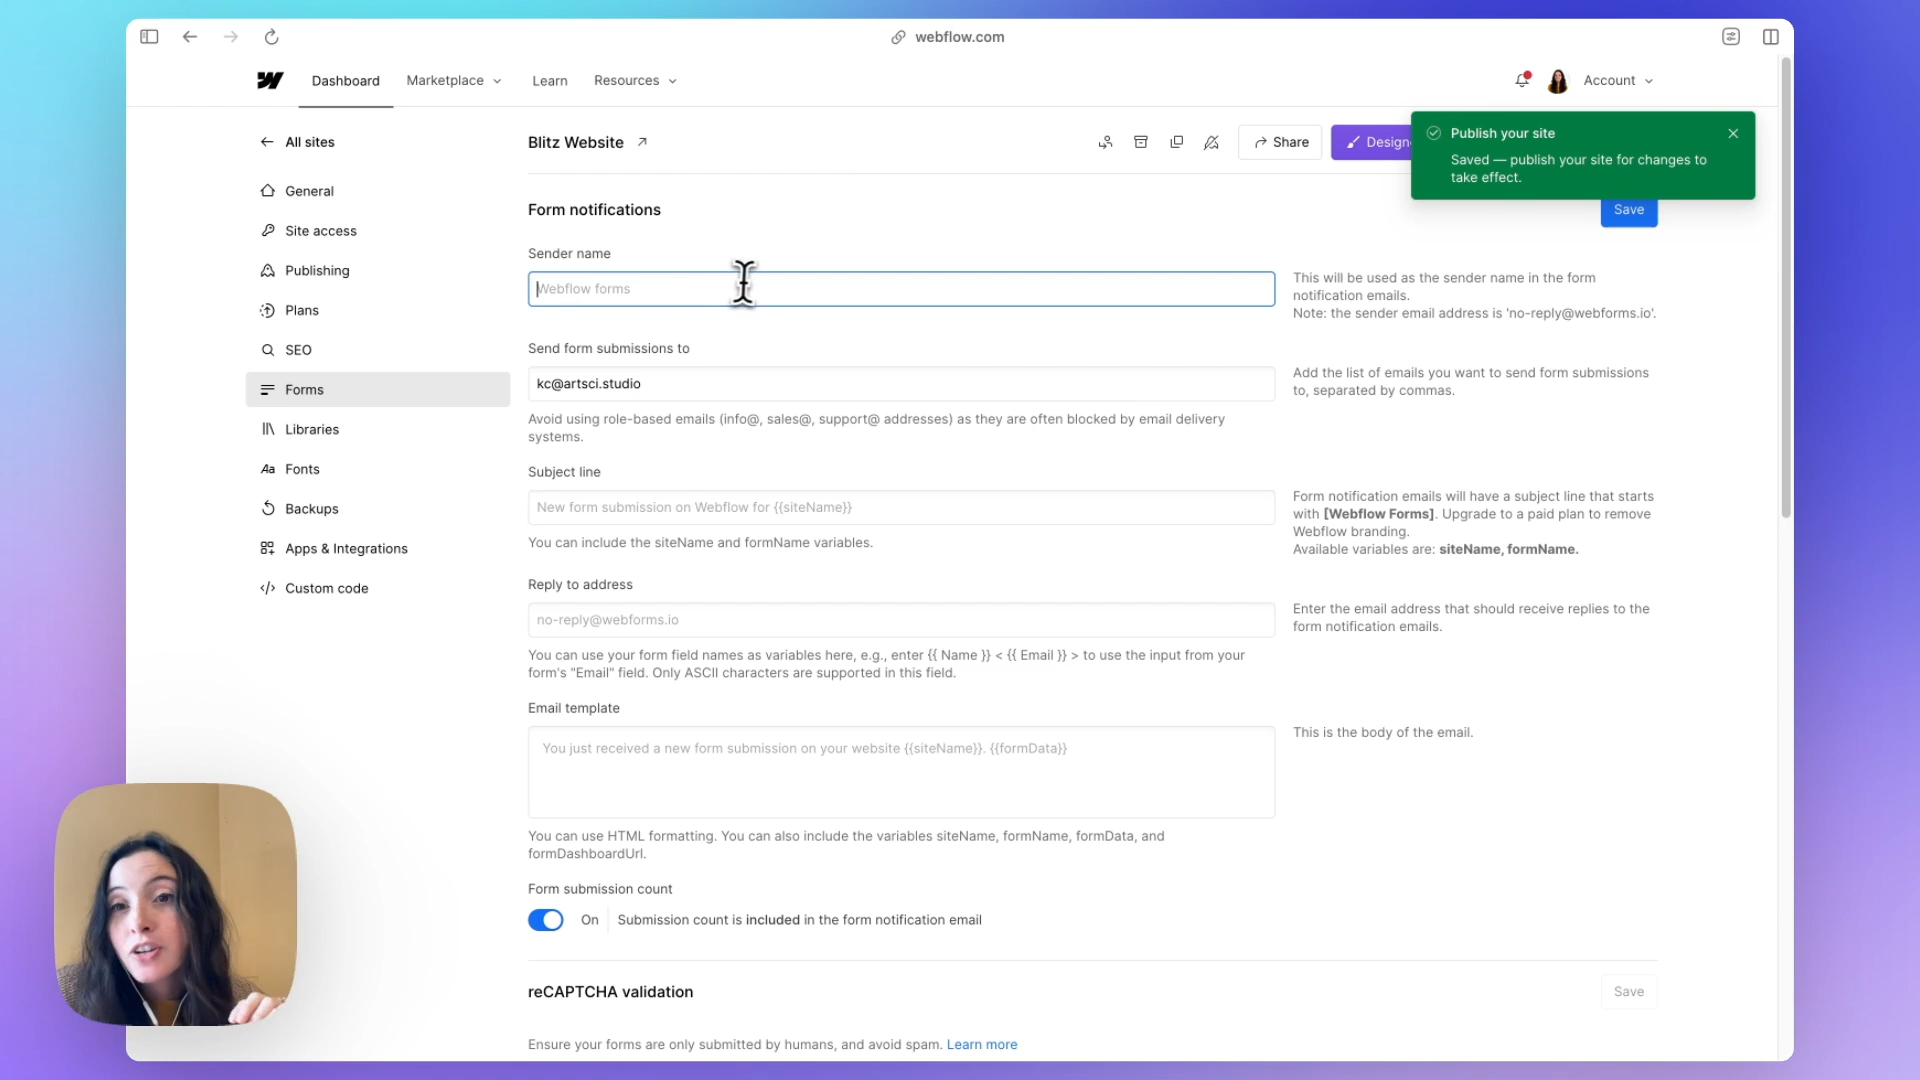 webflow.com
Dashboard
Marketplace
Learn
Resources
Account
All sites
General
Site access
Publishing
Plans
SEO
Forms
Libraries
Aa Fonts
Backups
Apps & Integrations
</> Custom code
Blitz Website
Share
Designe
Publish your site
Saved — publish your site for changes to
take effect.
Form notifications
Save
Sender name
Webflow forms
This will be used as the sender name in the form
notification emails.
Note: the sender email address is 'no-reply@webforms.io'.
Send form submissions to
kc@artsci.studio
Add the list of emails you want to send form submissions
to, separated by commas.
Avoid using role-based emails (info@, sales@, support@ addresses) as they are often blocked by email delivery
systems.
Subject line
New form submission on Webflow for {{siteName}}
Form notification emails will have a subject line that starts
with [Webflow Forms]. Upgrade to a paid plan to remove
Webflow branding.
Available variables are: siteName, formName.
You can include the siteName and formName variables.
Reply to address
no-reply@webforms.io
Enter the email address that should receive replies to the
form notification emails.
You can use your form field names as variables here, e.g., enter {{ Name }} < {{ Email }} > to use the input from your
form's "Email" field. Only ASCII characters are supported in this field.
Email template
You just received a new form submission on your website {{siteName}}. {{formData}}
This is the body of the email.
You can use HTML formatting. You can also include the variables siteName, formName, formData, and
formDashboardUrl.
Form submission count
On
Submission count is included in the form notification email
reCAPTCHA validation
Save
Ensure your forms are only submitted by humans, and avoid spam. Learn more